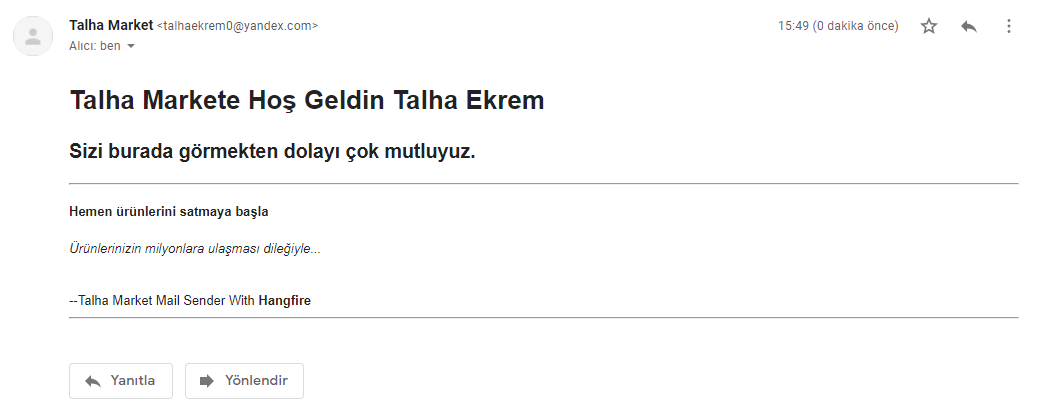 Talha Market <talhaekrem0@yandex.com>
15:49 (0 dakika önce)
Alıcı: ben
Talha Markete Hoş Geldin Talha Ekrem
Sizi burada görmekten dolayı çok mutluyuz.
Hemen ürünlerini satmaya başla
Ürünlerinizin milyonlara ulaşması dileğiyle...
--Talha Market Mail Sender With Hangfire
Yanıtla
Yönlendir